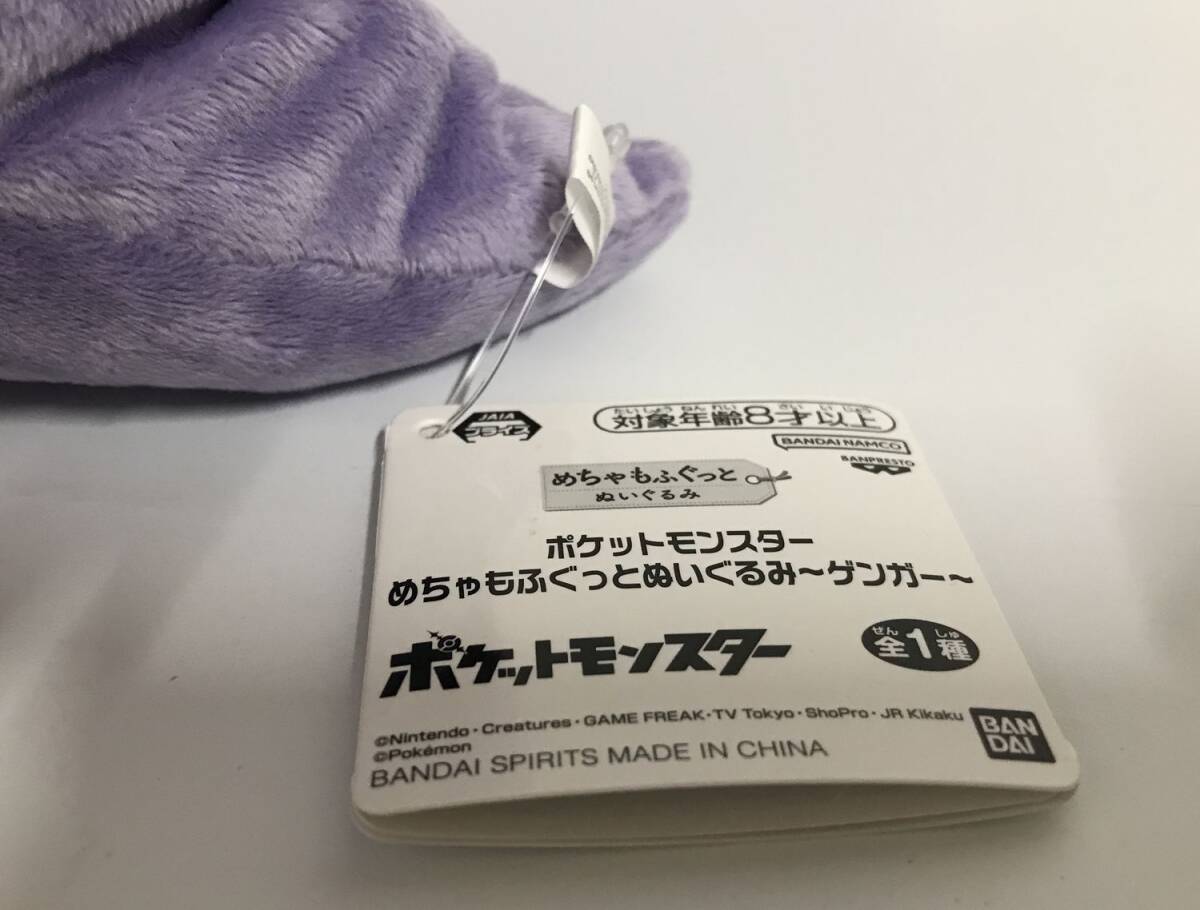 JAIA
プライズ
たいしょうねんれい さいいじょう
対象年齢8才以上
BANDAI NAMCO
BANPRESTO
めちゃもふぐっと
ぬいぐるみ
ポケットモンスター
めちゃもふぐっとぬいぐるみ～ゲンガー～
ポケットモンスター
ぜん しゅ
全1種
©Nintendo・Creatures・GAME FREAK・TV Tokyo・ShoPro・JR Kikaku
©Pokémon
BANDAI SPIRITS MADE IN CHINA
BAN
DAI